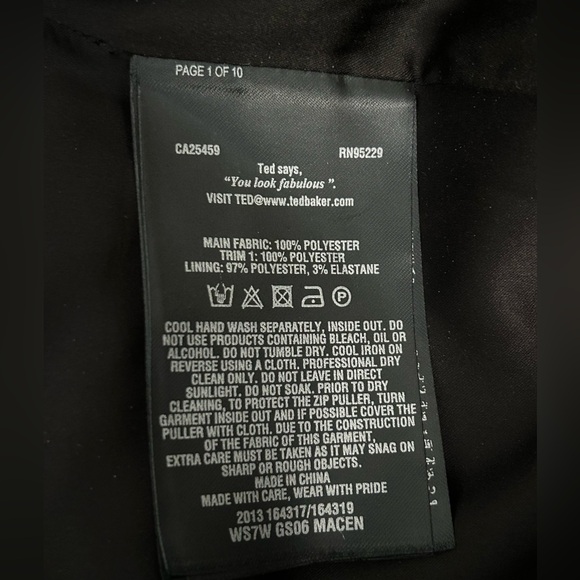 PAGE 1 OF 10
CA25459 RN95229
Ted says,
"You look fabulous ".
VISIT TED@www.tedbaker.com
MAIN FABRIC: 100% POLYESTER
TRIM 1: 100% POLYESTER
LINING: 97% POLYESTER, 3% ELASTANE
P
COOL HAND WASH SEPARATELY, INSIDE OUT. DO
NOT USE PRODUCTS CONTAINING BLEACH, OIL OR
ALCOHOL. DO NOT TUMBLE DRY. COOL IRON ON
REVERSE USING A CLOTH. PROFESSIONAL DRY
CLEAN ONLY. DO NOT LEAVE IN DIRECT
SUNLIGHT. DO NOT SOAK. PRIOR TO DRY
CLEANING, TO PROTECT THE ZIP PULLER, TURN
GARMENT INSIDE OUT AND IF POSSIBLE COVER THE
PULLER WITH CLOTH. DUE TO THE CONSTRUCTION
OF THE FABRIC OF THIS GARMENT,
EXTRA CARE MUST BE TAKEN AS IT MAY SNAG ON
SHARP OR ROUGH OBJECTS.
MADE IN CHINA
MADE WITH CARE, WEAR WITH PRIDE
2013 164317/164319
WS7W GS06 MACEN